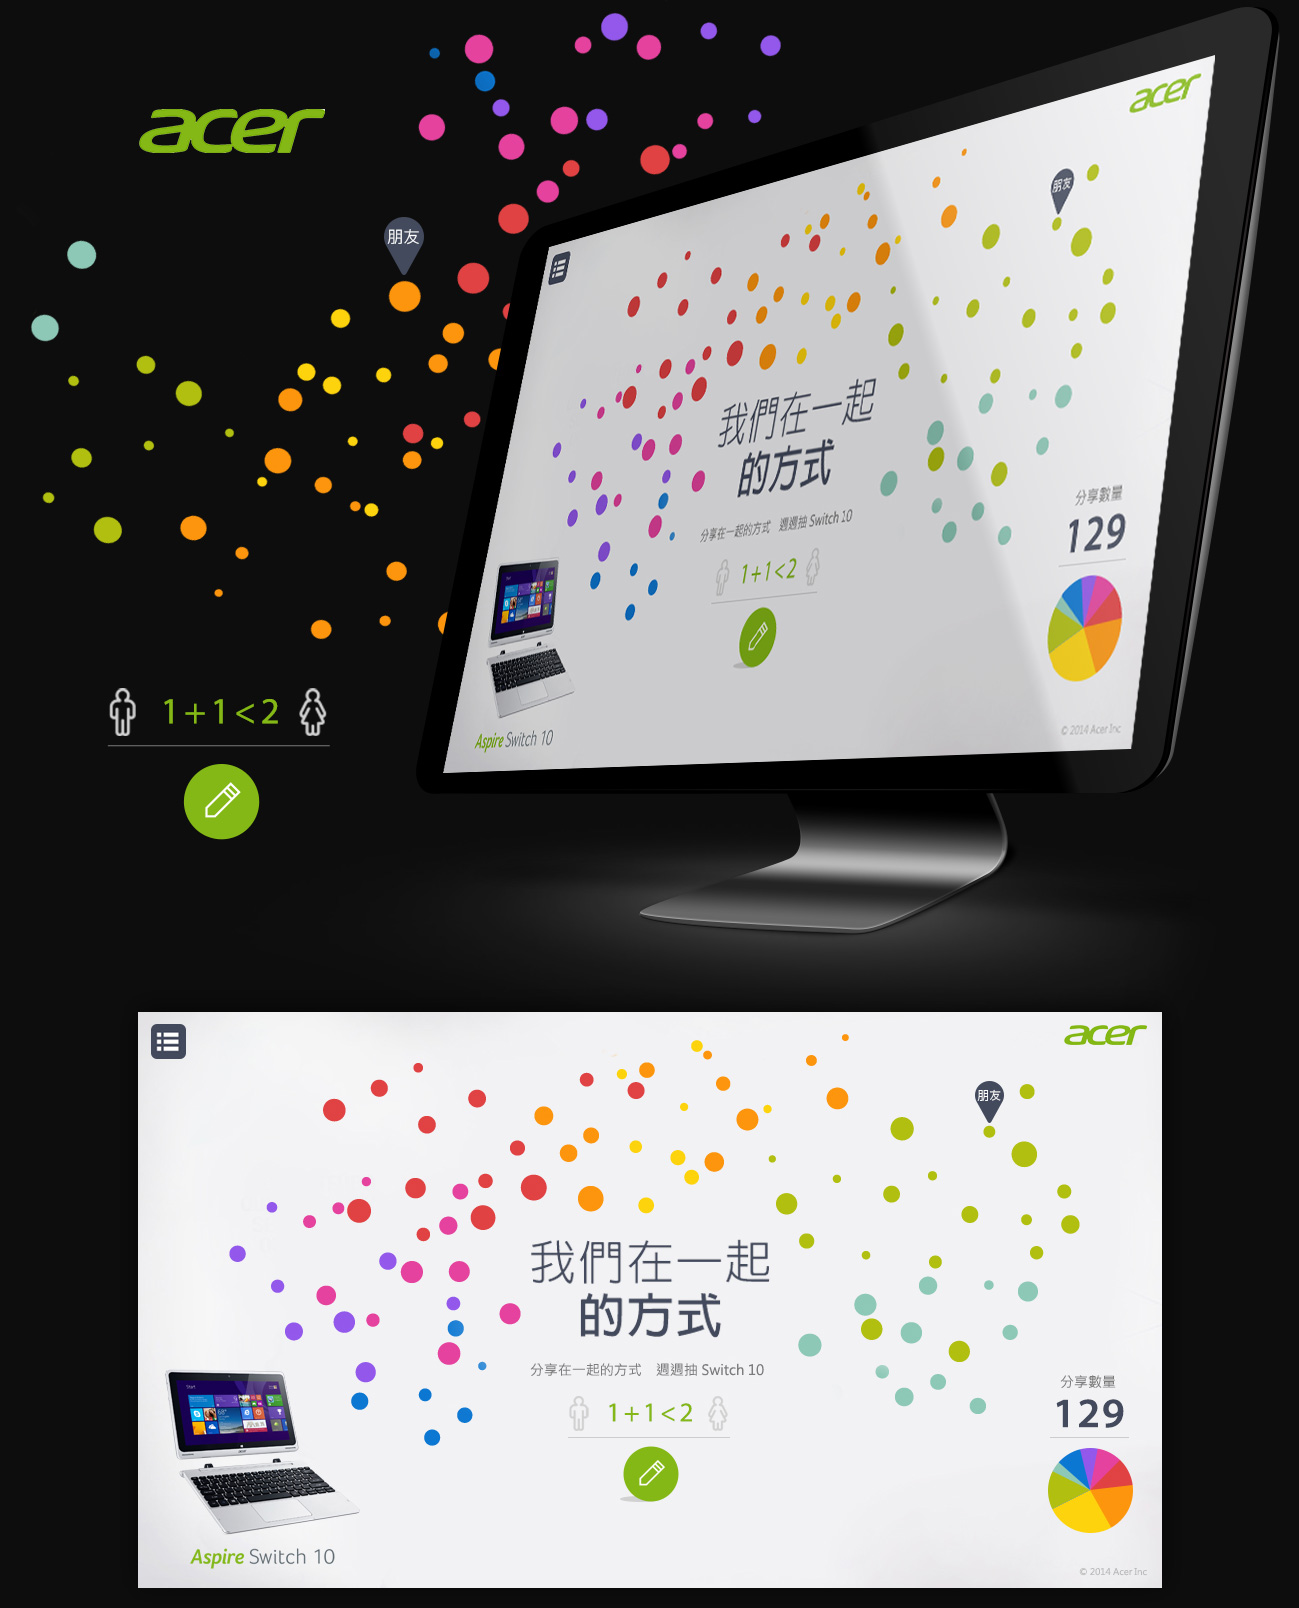 acer
朋友
1+1<2
acer
朋友
我們在一起
的方式
分享在一起的方式 週週抽 Switch 10
1+1<2
分享數量
129
Aspire Switch 10
© 2014 Acer Inc
acer
朋友
我們在一起
的方式
分享在一起的方式 週週抽 Switch 10
1+1<2
分享數量
129
Start
Aspire Switch 10
© 2014 Acer Inc